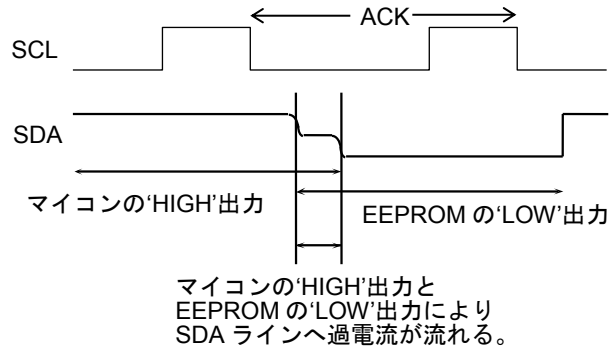 ACK
SCL
SDA
マイコンの‘HIGH’出力
EEPROM の‘LOW’出力
マイコンの‘HIGH’出力と
EEPROM の‘LOW’出力により
SDA ラインへ過電流が流れる。